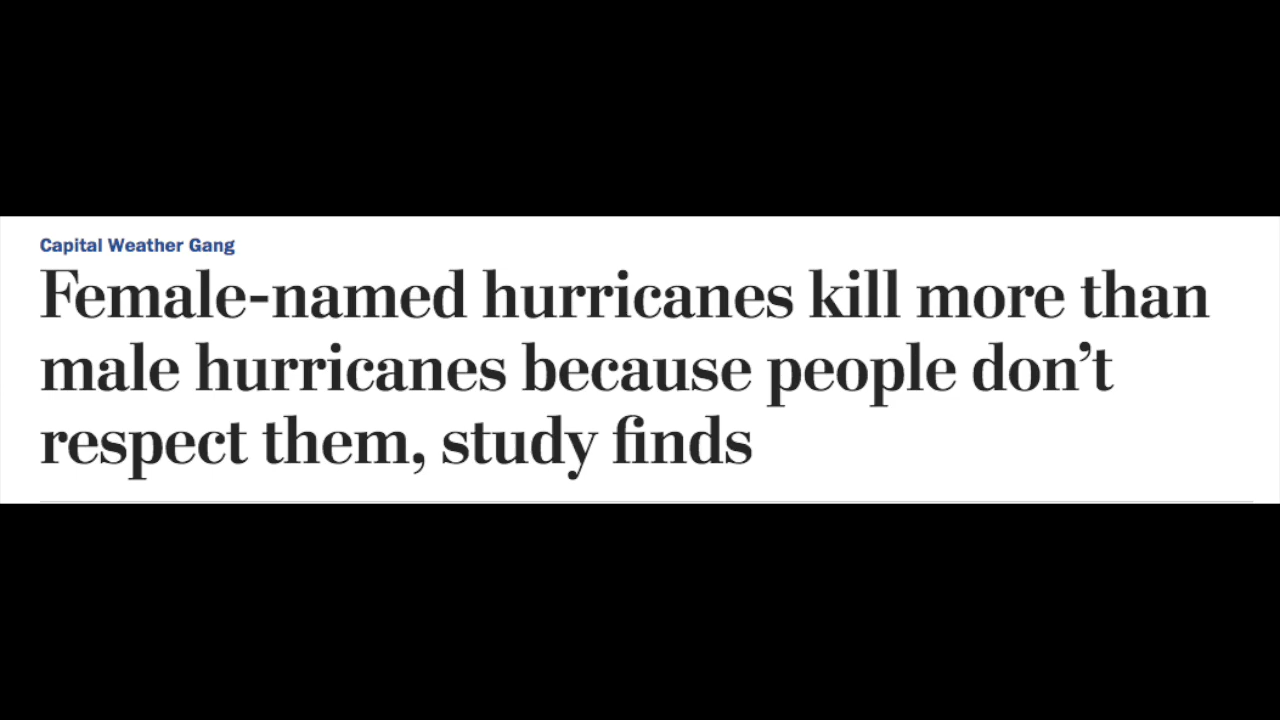 Capital Weather Gang
Female-named hurricanes kill more than
male hurricanes because people don’t
respect them, study finds